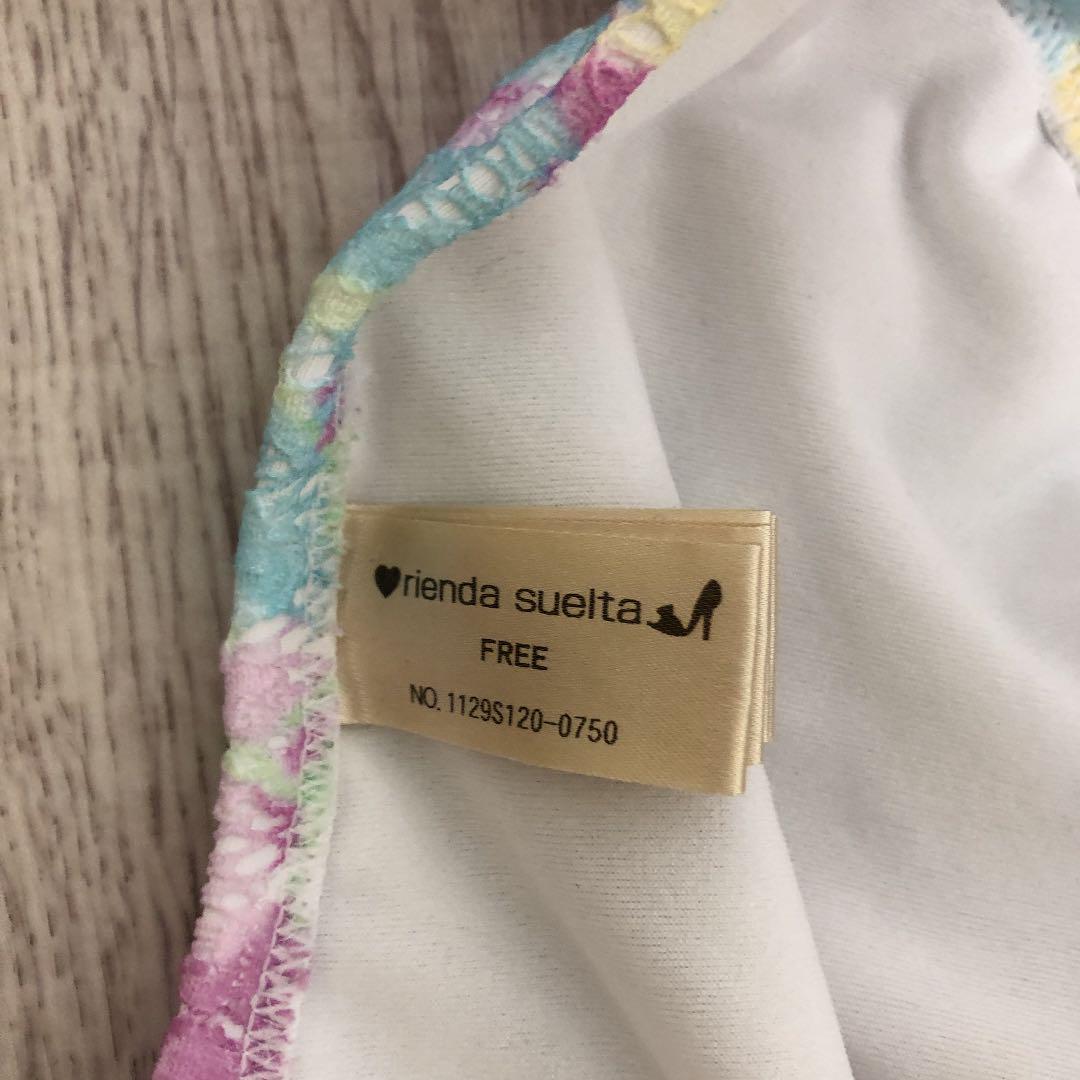 ♥rienda suelta
FREE
NO. 1129S120-0750